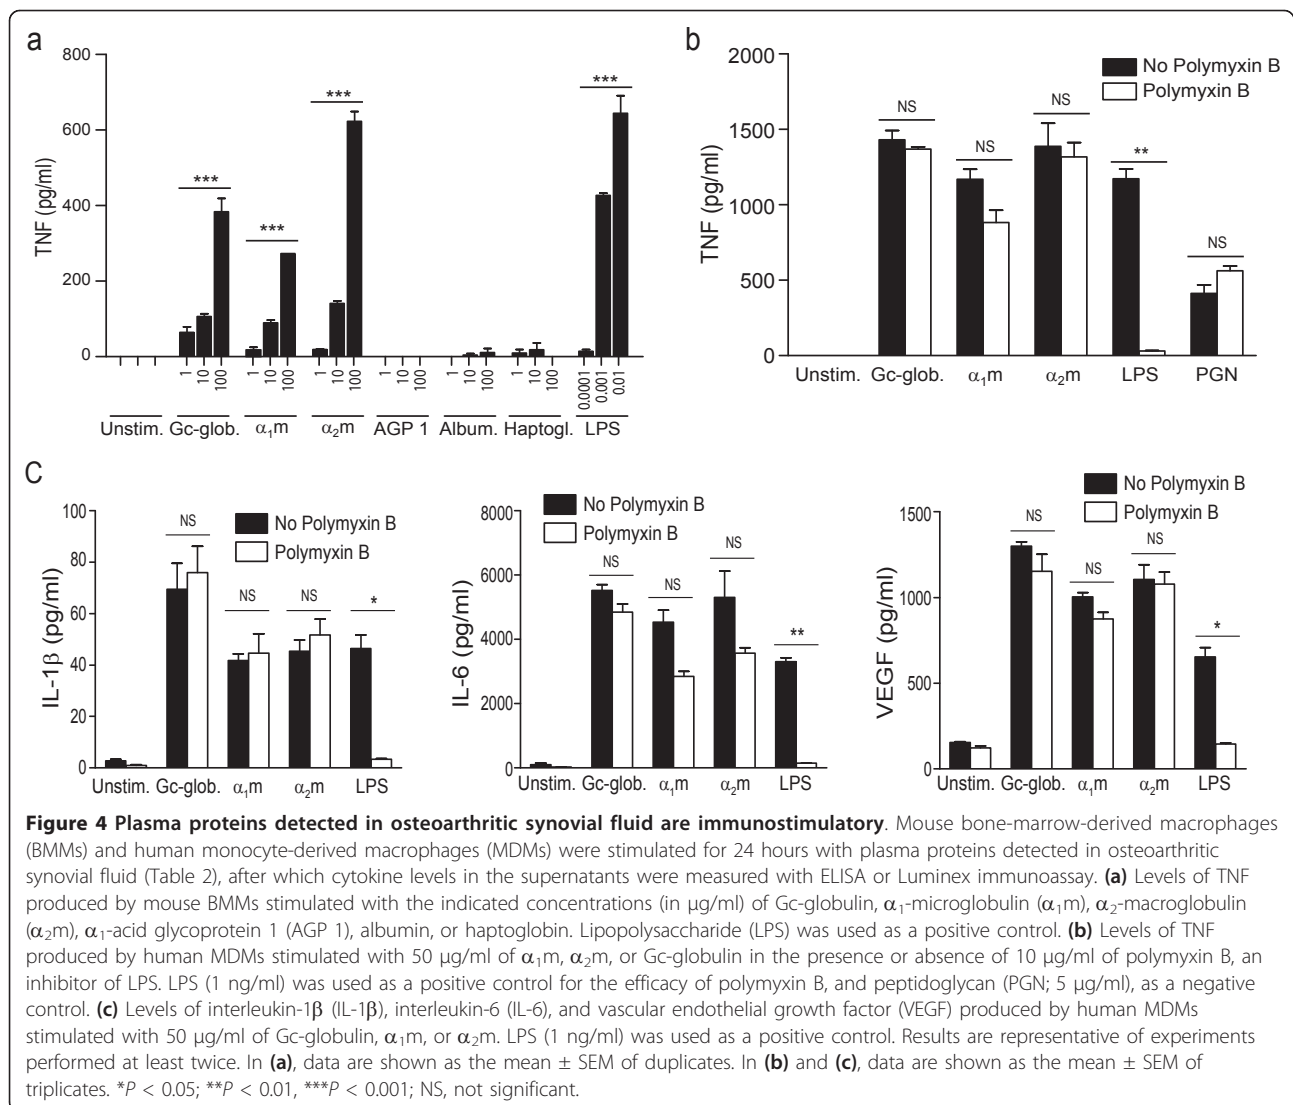 a
800
600
400
200
0
TNF (pg/ml)
***
***
***
***
1
10
100
1
10
100
1
10
100
1
10
100
1
10
100
1
10
100
0.0001
0.001
0.01
Unstim. Gc-glob. α1m α2m AGP 1 Album. Haptogl. LPS
b
2000
1500
1000
500
0
TNF (pg/ml)
No Polymyxin B
Polymyxin B
NS
NS
NS
**
NS
Unstim. Gc-glob. α1m α2m LPS PGN
C
100
80
60
40
20
0
IL-1β (pg/ml)
No Polymyxin B
Polymyxin B
NS
NS
NS
*
Unstim. Gc-glob. α1m α2m LPS
8000
6000
4000
2000
0
IL-6 (pg/ml)
No Polymyxin B
Polymyxin B
NS
NS
NS
**
Unstim. Gc-glob. α1m α2m LPS
1500
1000
500
0
VEGF (pg/ml)
No Polymyxin B
Polymyxin B
NS
NS
NS
*
Unstim. Gc-glob. α1m α2m LPS
Figure 4 Plasma proteins detected in osteoarthritic synovial fluid are immunostimulatory. Mouse bone-marrow-derived macrophages
(BMMs) and human monocyte-derived macrophages (MDMs) were stimulated for 24 hours with plasma proteins detected in osteoarthritic
synovial fluid (Table 2), after which cytokine levels in the supernatants were measured with ELISA or Luminex immunoassay. (a) Levels of TNF
produced by mouse BMMs stimulated with the indicated concentrations (in μg/ml) of Gc-globulin, α1-microglobulin (α1m), α2-macroglobulin
(α2m), α1-acid glycoprotein 1 (AGP 1), albumin, or haptoglobin. Lipopolysaccharide (LPS) was used as a positive control. (b) Levels of TNF
produced by human MDMs stimulated with 50 μg/ml of α1m, α2m, or Gc-globulin in the presence or absence of 10 μg/ml of polymyxin B, an
inhibitor of LPS. LPS (1 ng/ml) was used as a positive control for the efficacy of polymyxin B, and peptidoglycan (PGN; 5 μg/ml), as a negative
control. (c) Levels of interleukin-1β (IL-1β), interleukin-6 (IL-6), and vascular endothelial growth factor (VEGF) produced by human MDMs
stimulated with 50 μg/ml of Gc-globulin, α1m, or α2m. LPS (1 ng/ml) was used as a positive control. Results are representative of experiments
performed at least twice. In (a), data are shown as the mean ± SEM of duplicates. In (b) and (c), data are shown as the mean ± SEM of
triplicates. *P < 0.05; **P < 0.01, ***P < 0.001; NS, not significant.